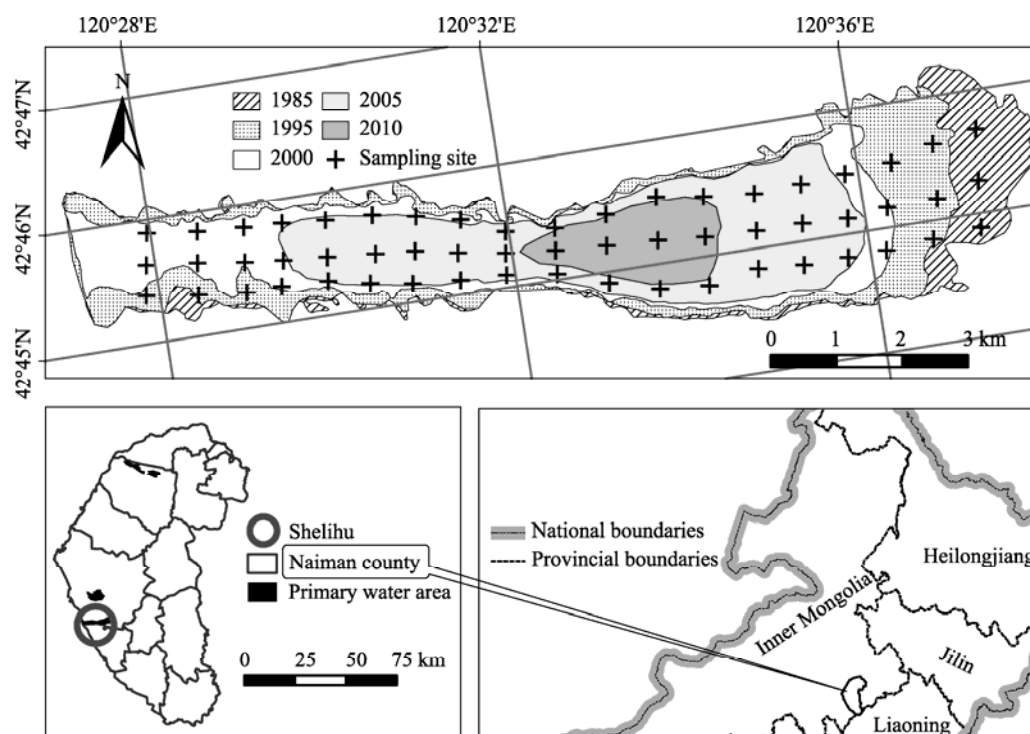 120°28'E 120°32'E 120°36'E
42°47'N
42°46'N
42°45'N
N
1985 2005
1995 2010
2000 Sampling site
0 1 2 3 km
Shelihu
Naiman county
Primary water area
0 25 50 75 km
National boundaries
Provincial boundaries
Heilongjiang
Inner Mongolia
Jilin
Liaoning